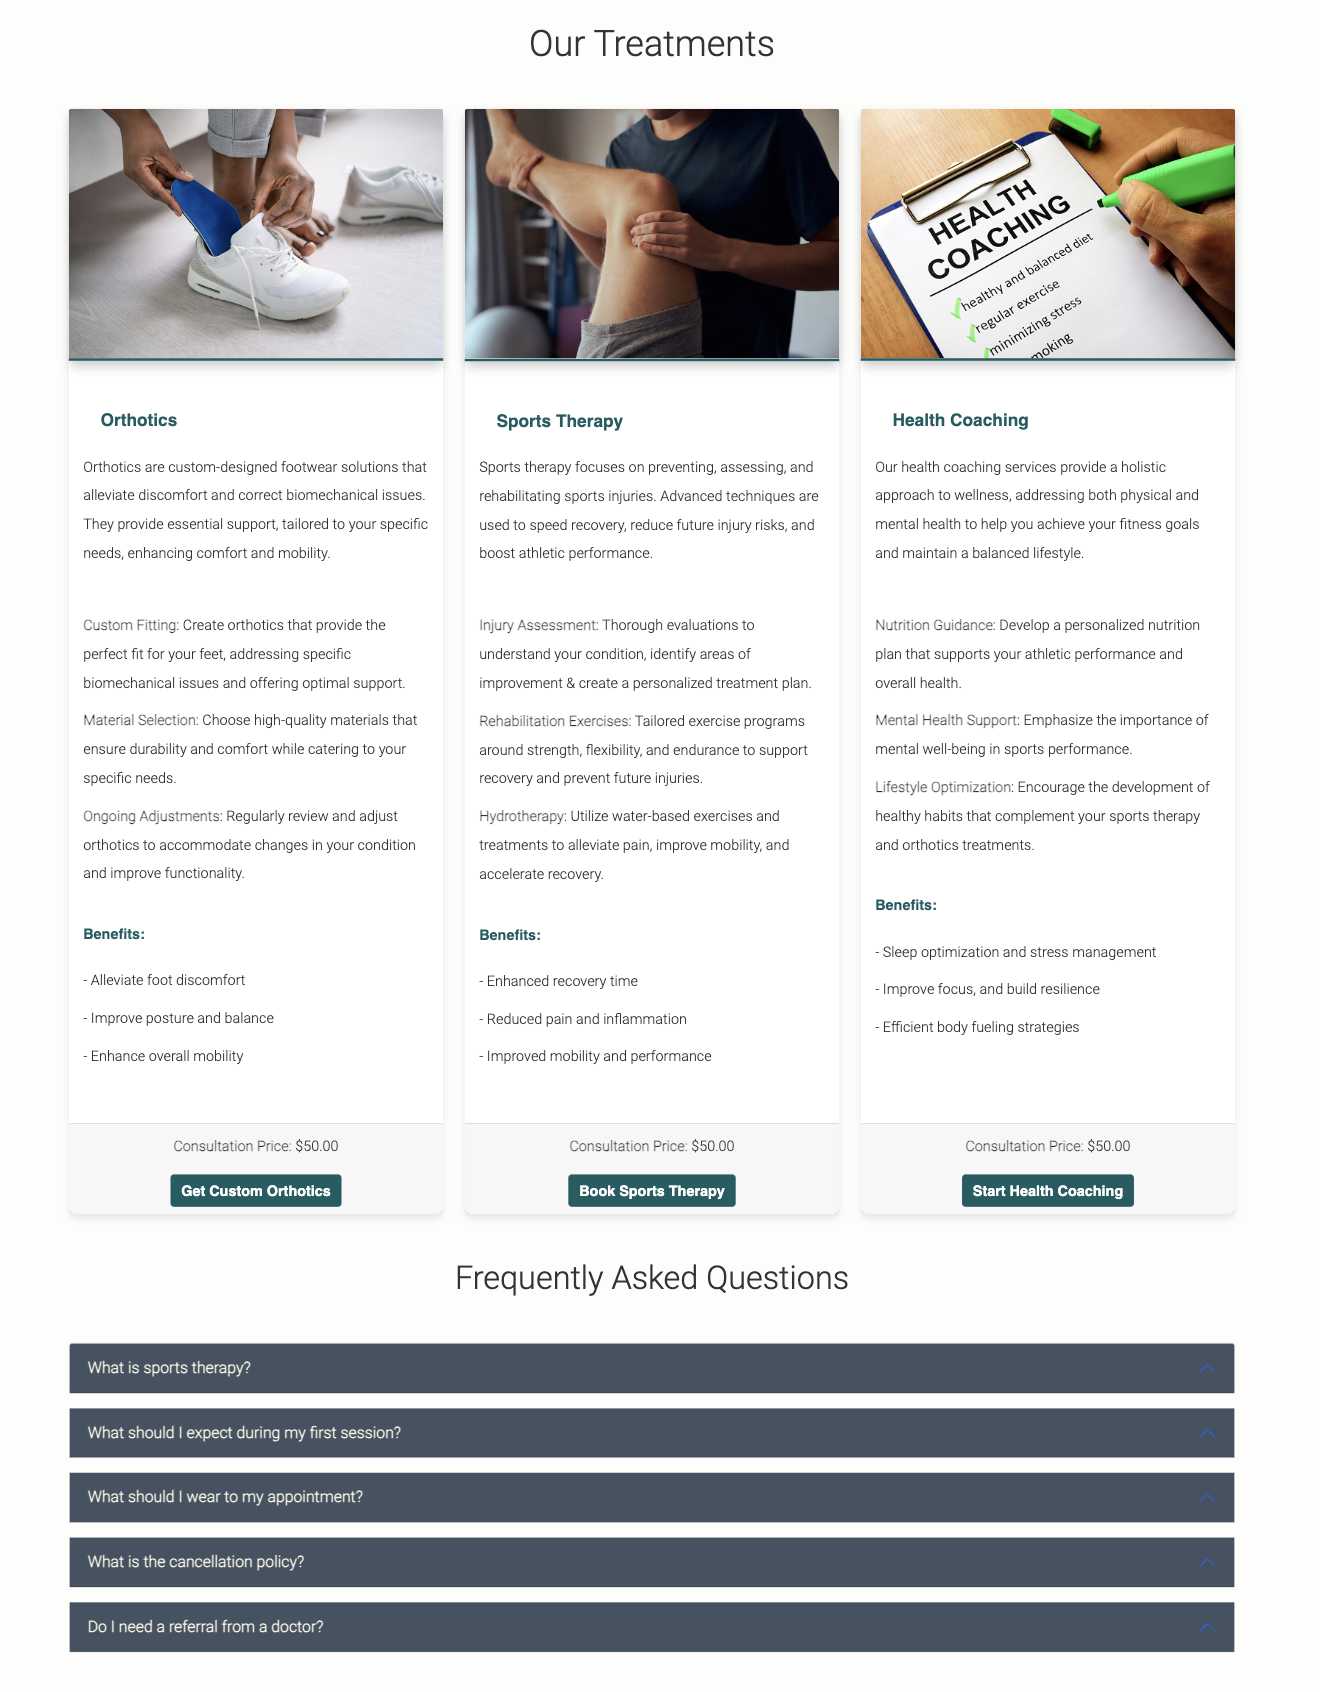 Our Treatments
HEALTH
COACHING
healthy and balanced diet
regular exercise
minimizing stress
moking
Orthotics
Orthotics are custom-designed footwear solutions that
alleviate discomfort and correct biomechanical issues.
They provide essential support, tailored to your specific
needs, enhancing comfort and mobility.
Custom Fitting: Create orthotics that provide the
perfect fit for your feet, addressing specific
biomechanical issues and offering optimal support.
Material Selection: Choose high-quality materials that
ensure durability and comfort while catering to your
specific needs.
Ongoing Adjustments: Regularly review and adjust
orthotics to accommodate changes in your condition
and improve functionality.
Benefits:
- Alleviate foot discomfort
- Improve posture and balance
- Enhance overall mobility
Consultation Price: $50.00
Get Custom Orthotics
Sports Therapy
Sports therapy focuses on preventing, assessing, and
rehabilitating sports injuries. Advanced techniques are
used to speed recovery, reduce future injury risks, and
boost athletic performance.
Injury Assessment: Thorough evaluations to
understand your condition, identify areas of
improvement & create a personalized treatment plan.
Rehabilitation Exercises: Tailored exercise programs
around strength, flexibility, and endurance to support
recovery and prevent future injuries.
Hydrotherapy: Utilize water-based exercises and
treatments to alleviate pain, improve mobility, and
accelerate recovery.
Benefits:
- Enhanced recovery time
- Reduced pain and inflammation
- Improved mobility and performance
Consultation Price: $50.00
Book Sports Therapy
Health Coaching
Our health coaching services provide a holistic
approach to wellness, addressing both physical and
mental health to help you achieve your fitness goals
and maintain a balanced lifestyle.
Nutrition Guidance: Develop a personalized nutrition
plan that supports your athletic performance and
overall health.
Mental Health Support: Emphasize the importance of
mental well-being in sports performance.
Lifestyle Optimization: Encourage the development of
healthy habits that complement your sports therapy
and orthotics treatments.
Benefits:
- Sleep optimization and stress management
- Improve focus, and build resilience
- Efficient body fueling strategies
Consultation Price: $50.00
Start Health Coaching
Frequently Asked Questions
What is sports therapy?
What should I expect during my first session?
What should I wear to my appointment?
What is the cancellation policy?
Do I need a referral from a doctor?